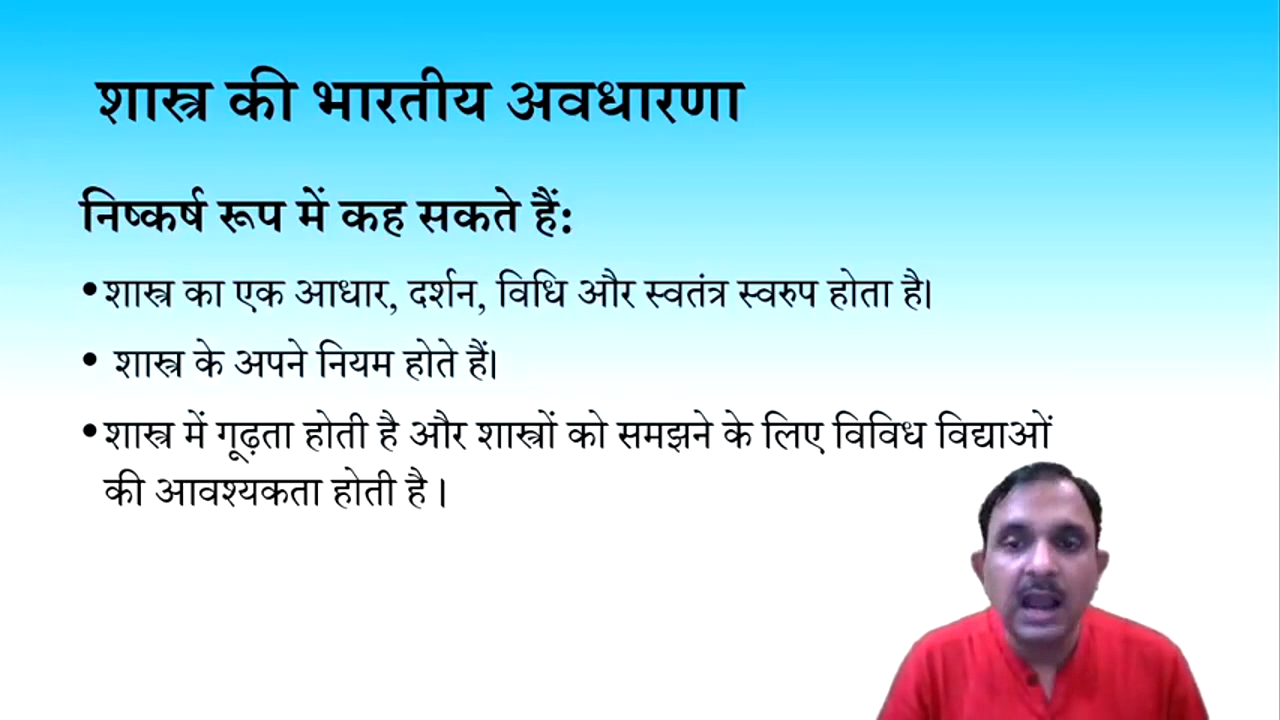 शास्त्र की भारतीय अवधारणा
निष्कर्ष रूप में कह सकते हैं:
•शास्त्र का एक आधार, दर्शन, विधि और स्वतंत्र स्वरुप होता है।
• शास्त्र के अपने नियम होते हैं।
•शास्त्र में गूढ़ता होती है और शास्त्रों को समझने के लिए विविध विद्याओं
की आवश्यकता होती है ।